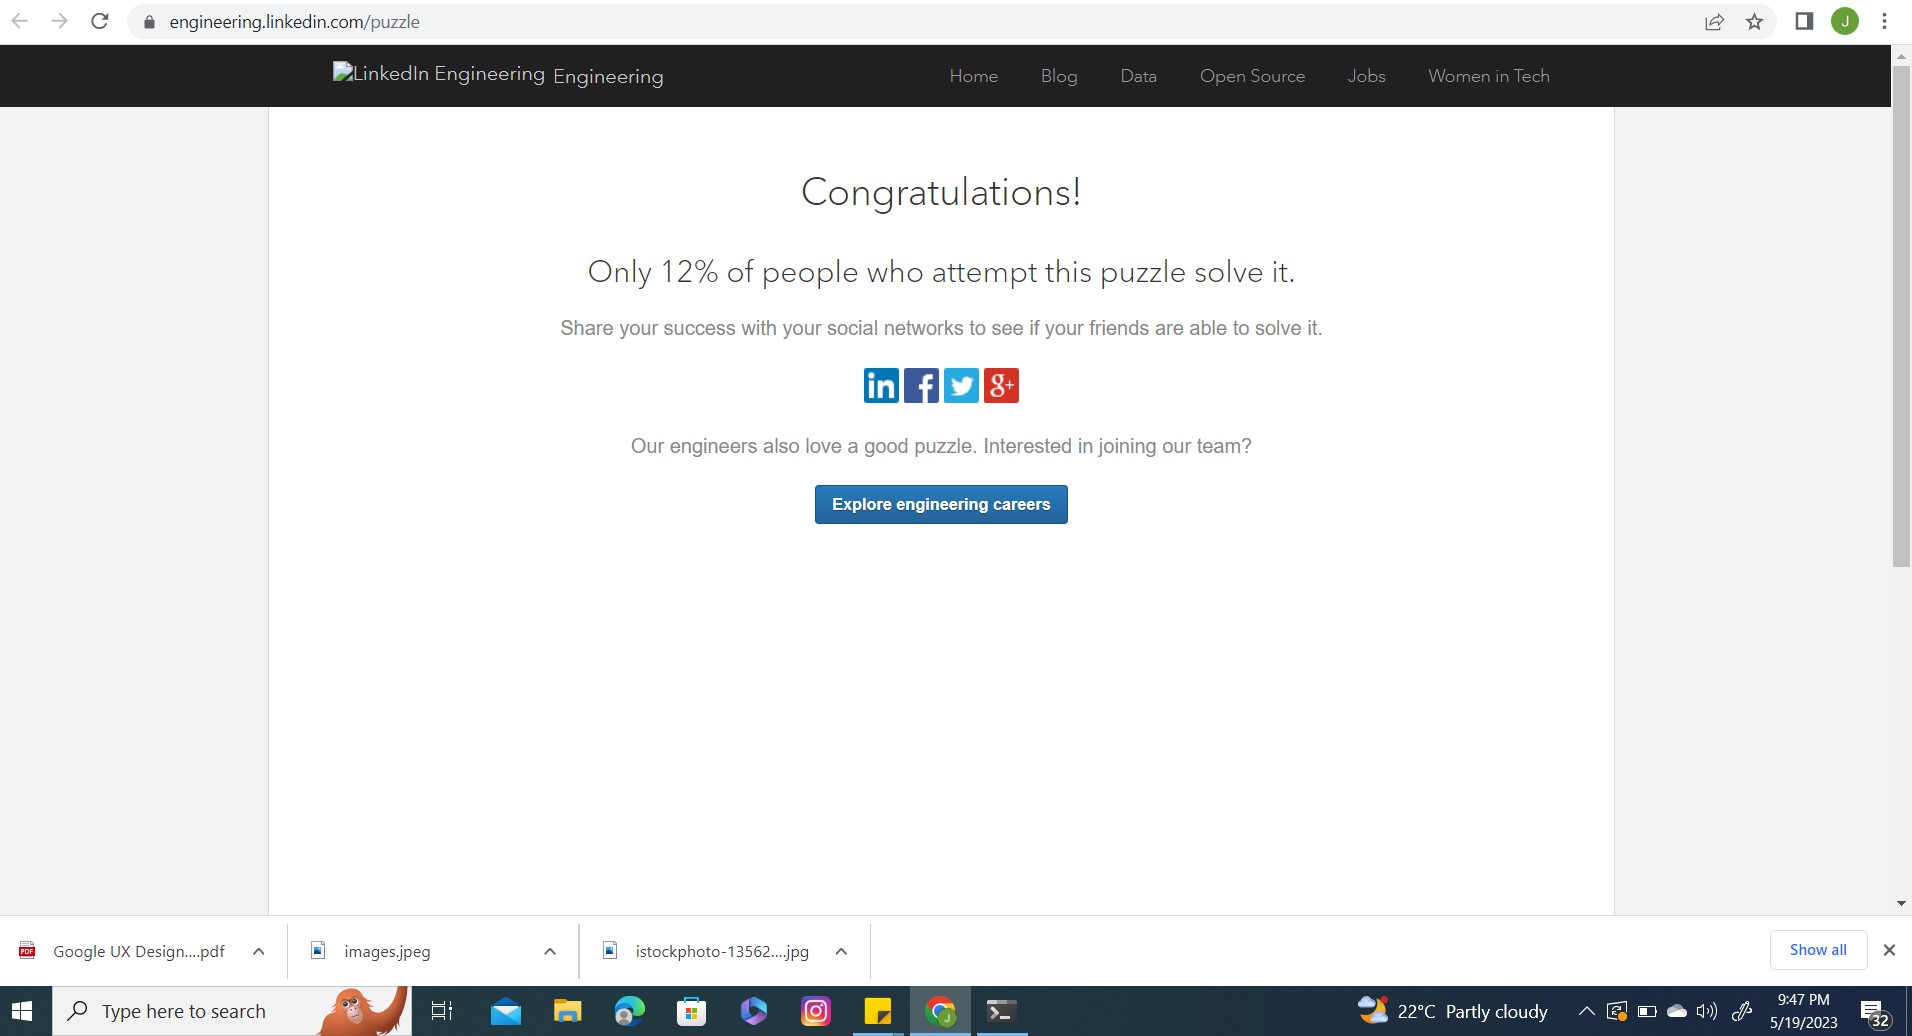 engineering.linkedin.com/puzzle
J
LinkedIn Engineering Engineering
Home Blog Data Open Source Jobs Women in Tech
Congratulations!
Only 12% of people who attempt this puzzle solve it.
Share your success with your social networks to see if your friends are able to solve it.
in f g+
Our engineers also love a good puzzle. Interested in joining our team?
Explore engineering careers
PDF Google UX Design....pdf images.jpeg istockphoto-13562....jpg Show all
Type here to search
J
22°C Partly cloudy
9:47 PM
5/19/2023
32